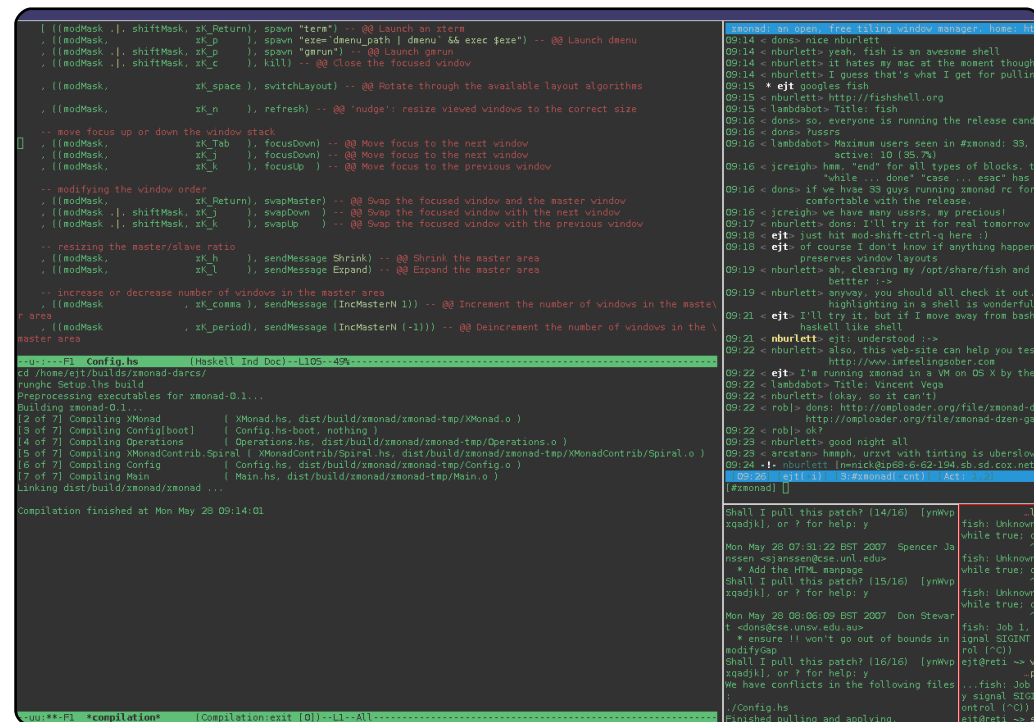 [ ((modMask .|. shiftMask, xK_Return), spawn "term") -- @@ Launch an xterm
, ((modMask, xK_p ), spawn "exe=`dmenu_path | dmenu` && exec $exe") -- @@ Launch dmenu
, ((modMask .|. shiftMask, xK_p ), spawn "gmrun") -- @@ Launch gmrun
, ((modMask .|. shiftMask, xK_c ), kill) -- @@ Close the focused window
, ((modMask, xK_space ), switchLayout) -- @@ Rotate through the available layout algorithms
, ((modMask, xK_n ), refresh) -- @@ 'nudge': resize viewed windows to the correct size
-- move focus up or down the window stack
, ((modMask, xK_Tab ), focusDown) -- @@ Move focus to the next window
, ((modMask, xK_j ), focusDown) -- @@ Move focus to the next window
, ((modMask, xK_k ), focusUp ) -- @@ Move focus to the previous window
-- modifying the window order
, ((modMask, xK_Return), swapMaster) -- @@ Swap the focused window and the master window
, ((modMask .|. shiftMask, xK_j ), swapDown ) -- @@ Swap the focused window with the next window
, ((modMask .|. shiftMask, xK_k ), swapUp ) -- @@ Swap the focused window with the previous window
-- resizing the master/slave ratio
, ((modMask, xK_h ), sendMessage Shrink) -- @@ Shrink the master area
, ((modMask, xK_l ), sendMessage Expand) -- @@ Expand the master area
-- increase or decrease number of windows in the master area
, ((modMask , xK_comma ), sendMessage (IncMasterN 1)) -- @@ Increment the number of windows in the maste\
r area
, ((modMask , xK_period), sendMessage (IncMasterN (-1))) -- @@ Deincrement the number of windows in the \
master area
--u-:---F1 Config.hs (Haskell Ind Doc)--L105--49%--
cd /home/ejt/builds/xmonad-darcs/
runghc Setup.lhs build
Preprocessing executables for xmonad-0.1...
Building xmonad-0.1...
[2 of 7] Compiling XMonad ( XMonad.hs, dist/build/xmonad/xmonad-tmp/XMonad.o )
[3 of 7] Compiling Config[boot] ( Config.hs-boot, nothing )
[4 of 7] Compiling Operations ( Operations.hs, dist/build/xmonad/xmonad-tmp/Operations.o )
[5 of 7] Compiling XMonadContrib.Spiral ( XMonadContrib/Spiral.hs, dist/build/xmonad/xmonad-tmp/XMonadContrib/Spiral.o )
[6 of 7] Compiling Config ( Config.hs, dist/build/xmonad/xmonad-tmp/Config.o )
[7 of 7] Compiling Main ( Main.hs, dist/build/xmonad/xmonad-tmp/Main.o )
Linking dist/build/xmonad/xmonad ...
Compilation finished at Mon May 28 09:14:01
-uu:**-F1 *compilation* (Compilation:exit [0])--L1--All--
xmonad: an open, free tiling window manager. home: ht
09:14 < dons> nice nburlett
09:14 < nburlett> yeah, fish is an avesome shell
09:14 < nburlett> it hates my mac at the moment though
09:14 < nburlett> I guess that's what I get for pullin
09:15 * ejt googles fish
09:15 < nburlett> http://fishshell.org
09:15 < lambdabot> Title: fish
09:16 < dons> so, everyone is running the release cand
09:16 < dons> ?ussrs
09:16 < lambdabot> Maximum users seen in #xmonad: 33,
active: 10 (35.7%)
09:16 < jcreigh> hmm, "end" for all types of blocks. t
"while ... done" "case ... esac" has
09:16 < dons> if we hvae 33 guys running xmonad rc for
comfortable with the release.
09:16 < jcreigh> we have many ussrs, my precious!
09:17 < nburlett> dons: I'll try it for real tomorrow
09:18 < ejt> just hit mod-shift-ctrl-q here :)
09:18 < ejt> of course I don't know if anything happen
preserves window layouts
09:19 < nburlett> ah, clearing my /opt/share/fish and
bettter :->
09:19 < nburlett> anyway, you should all check it out.
highlighting in a shell is wonderful
09:21 < ejt> I'll try it, but if I move away from bash
haskell like shell
09:21 < nburlett> ejt: understood :->
09:22 < nburlett> also, this web-site can help you tes
http://www.imfeelingsober.com
09:22 < ejt> I'm running xmonad in a VM on OS X by the
09:22 < lambdabot> Title: Vincent Vega
09:22 < nburlett> (okay, so it can't)
09:22 < rob|> dons: http://omploader.org/file/xmonad-d
http://omploader.org/file/xmonad-dzen-ga
09:22 < rob|> ok?
09:23 < nburlett> good night all
09:23 < arcatan> hmmph, urxvt with tinting is uberslow
09:24 -!- nburlett [n=nick@ip68-6-62-194.sb.sd.cox.net
09:26 ejt( i) 3:#xmonad( cnt) Act:
[#xmonad]
Shall I pull this patch? (14/16) [ynWvp
xqadjk], or ? for help: y
Mon May 28 07:31:22 BST 2007 Spencer Ja
nssen <sjanssen@cse.unl.edu>
* Add the HTML manpage
Shall I pull this patch? (15/16) [ynWvp
xqadjk], or ? for help: y
Mon May 28 08:06:09 BST 2007 Don Stewar
t <dons@cse.unsw.edu.au>
* ensure !! won't go out of bounds in
modifyGap
Shall I pull this patch? (16/16) [ynWvp
xqadjk], or ? for help: y
We have conflicts in the following files
:
./Config.hs
Finished pulling and applying.
fish: Unknown
while true; c
fish: Unknown
while true; c
fish: Unknown
while true; c
fish: Job 1,
ignal SIGINT
rol (^C))
ejt@reti ~> v
...fish: Job
y signal SIGI
ontrol (^C))
ejt@reti ~>